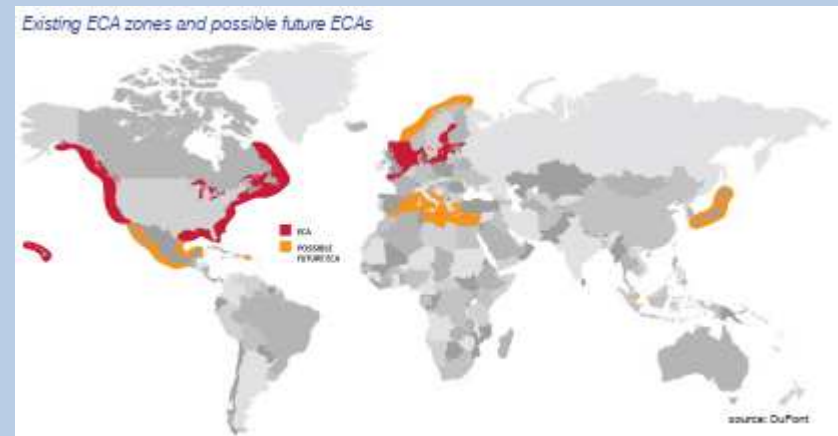 Existing ECA zones and possible future ECAs
ECA
POSSIBLE
FUTURE ECA
source: DuPont